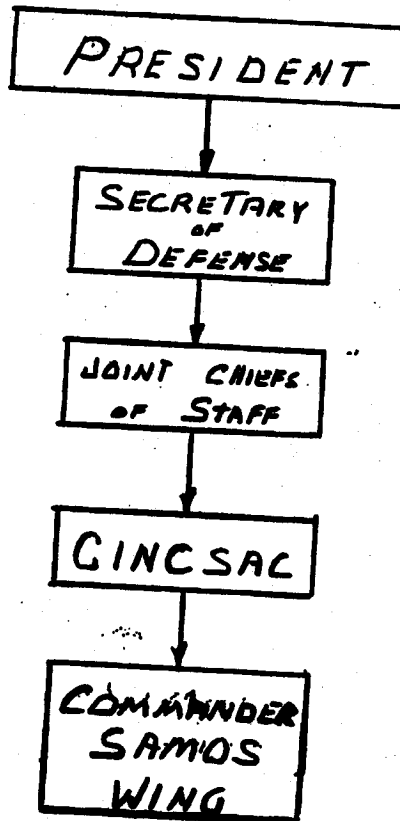 PRESIDENT
SECRETARY
OF
DEFENSE
JOINT CHIEFS
OF STAFF
CINCSAC
COMMANDER
SAMOS
WING